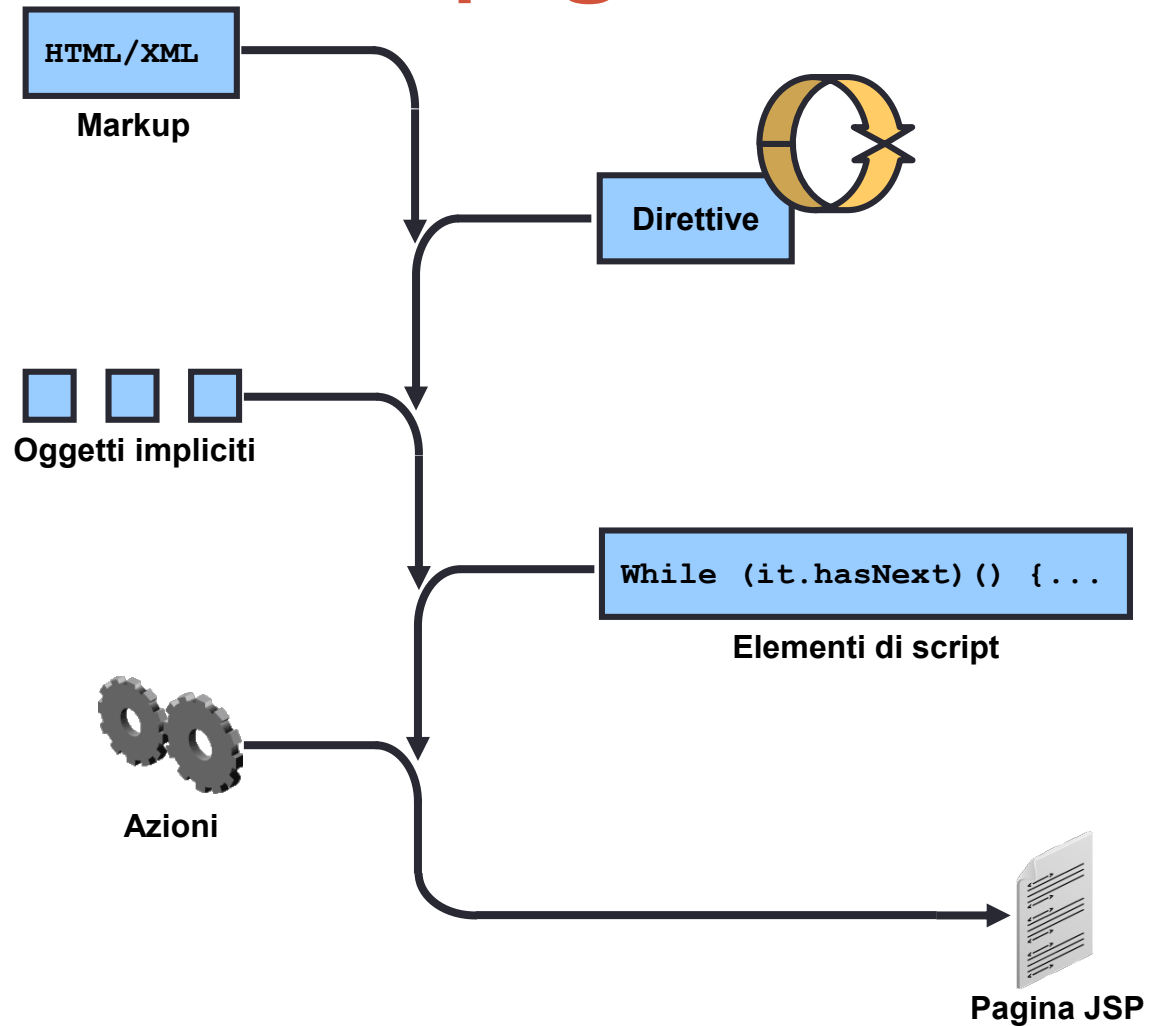 HTML/XML
Markup
Direttive
Oggetti impliciti
While (it.hasNext)() {...
Elementi di script
Azioni
Pagina JSP